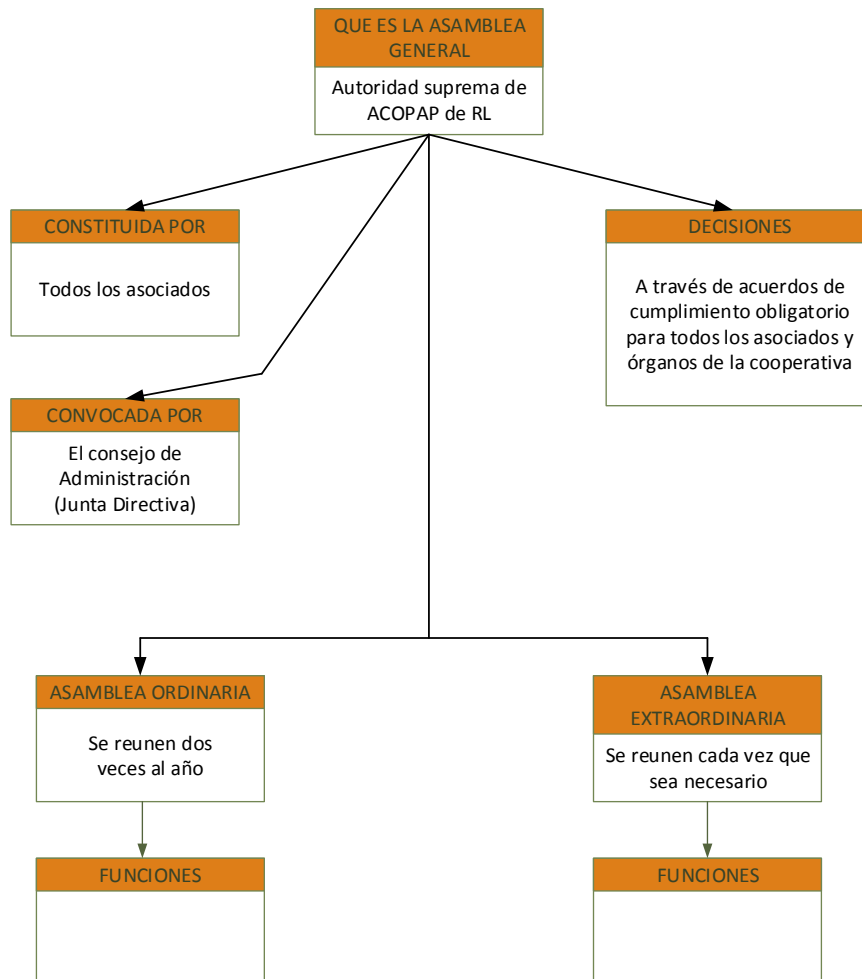 QUE ES LA ASAMBLEA
GENERAL
Autoridad suprema de
ACOPAP de RL
CONSTITUIDA POR
Todos los asociados
DECISIONES
A través de acuerdos de
cumplimiento obligatorio
para todos los asociados y
órganos de la cooperativa
CONVOCADA POR
El consejo de
Administración
(Junta Directiva)
ASAMBLEA ORDINARIA
Se reunen dos
veces al año
ASAMBLEA
EXTRAORDINARIA
Se reunen cada vez que
sea necesario
FUNCIONES
FUNCIONES